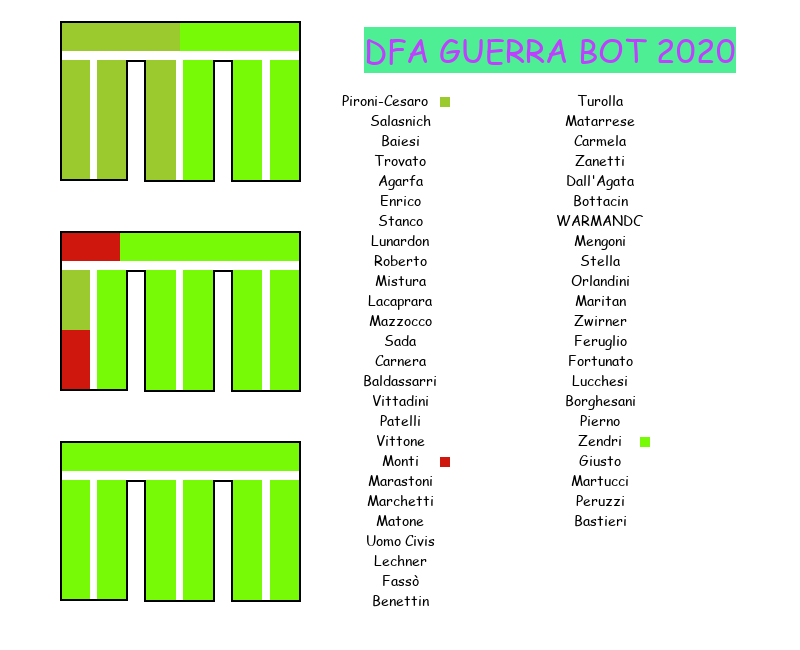 DFA GUERRA BOT 2020
Pironi-Cesaro
Salasnich
Baiesi
Trovato
Agarfa
Enrico
Stanco
Lunardon
Roberto
Mistura
Lacaprara
Mazzocco
Sada
Carnera
Baldassarri
Vittadini
Patelli
Vittone
Monti
Marastoni
Marchetti
Matone
Uomo Civis
Lechner
Fassò
Benettin
Turolla
Matarrese
Carmela
Zanetti
Dall'Agata
Bottacin
WARMANDC
Mengoni
Stella
Orlandini
Maritan
Zwirner
Feruglio
Fortunato
Lucchesi
Borghesani
Pierno
Zendri
Giusto
Martucci
Peruzzi
Bastieri